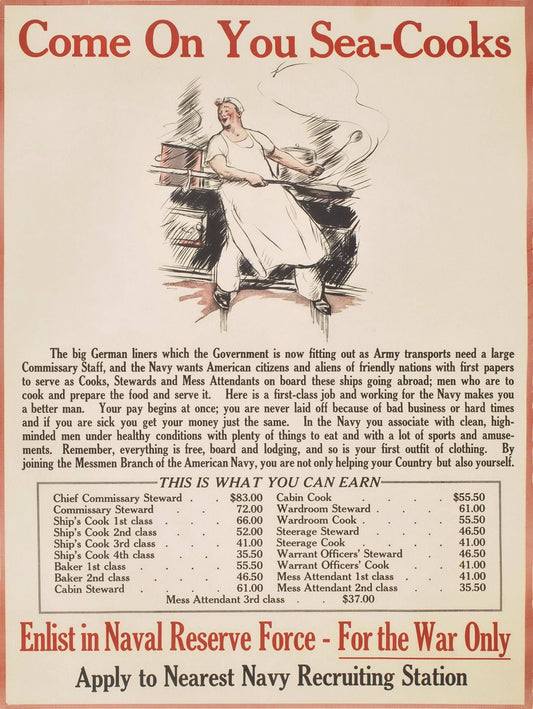 Come On You Sea-Cooks
The big German liners which the Government is now fitting out as Army transports need a large
Commissary Staff, and the Navy wants American citizens and aliens of friendly nations with first papers
to serve as Cooks, Stewards and Mess Attendants on board these ships going abroad; men who are to
cook and prepare the food and serve it. Here is a first-class job and working for the Navy makes you
a better man. Your pay begins at once; you are never laid off because of bad business or hard times
and if you are sick you get your money just the same. In the Navy you associate with clean, high-
minded men under healthy conditions with plenty of things to eat and with a lot of sports and amuse-
ments. Remember, everything is free, board and lodging, and so is your first outfit of clothing. By
joining the Messmen Branch of the American Navy, you are not only helping your Country but also yourself.
THIS IS WHAT YOU CAN EARN
Chief Commissary Steward . . $83.00
Commissary Steward . . . 72.00
Ship's Cook 1st class . . . 66.00
Ship's Cook 2nd class . . . 52.00
Ship's Cook 3rd class . . . 41.00
Ship's Cook 4th class . . . 35.50
Baker 1st class . . . . 55.50
Baker 2nd class . . . . 46.50
Cabin Steward . . . . 61.00
Cabin Cook . . . . $55.50
Wardroom Steward . . . 61.00
Wardroom Cook . . . . 55.50
Steerage Steward . . . 46.50
Steerage Cook . . . . 41.00
Warrant Officers' Steward . . 46.50
Warrant Officers' Cook . . 41.00
Mess Attendant 1st class . . 41.00
Mess Attendant 2nd class . . 35.50
Mess Attendant 3rd class . . $37.00
Enlist in Naval Reserve Force - For the War Only
Apply to Nearest Navy Recruiting Station